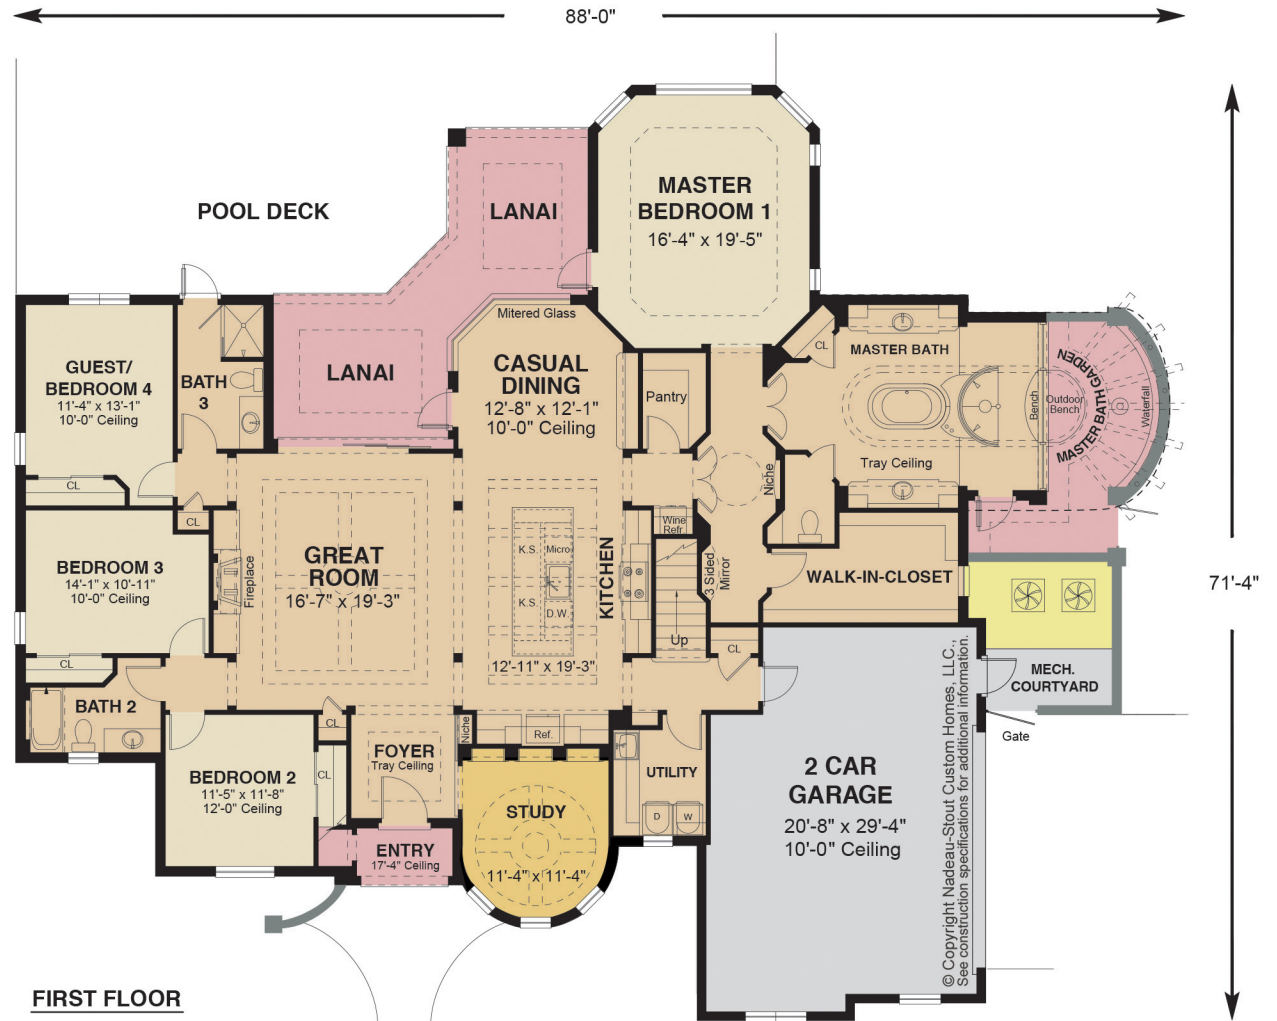 88'-0"
POOL DECK
LANAI
MASTER
BEDROOM 1
16'-4" x 19'-5"
Mitered Glass
GUEST/
BEDROOM 4
11'-4" x 13'-1"
10'-0" Ceiling
CL
BATH
3
LANAI
CASUAL
DINING
12'-8" x 12'-1"
10'-0" Ceiling
Pantry
CL
MASTER BATH
Bench
Outdoor
Bench
MASTER BATH GARDEN
Waterfall
Tray Ceiling
Niche
CL
BEDROOM 3
14'-1" x 10'-11"
10'-0" Ceiling
CL
Fireplace
GREAT
ROOM
16'-7" x 19'-3"
K.S.
Micro
K.S.
D.W.
KITCHEN
12'-11" x 19'-3"
Wine
Refr.
3 Sided
Mirror
Up
CL
WALK-IN-CLOSET
71'-4"
MECH.
COURTYARD
Gate
BATH 2
CL
Niche
Ref.
FOYER
Tray Ceiling
BEDROOM 2
11'-5" x 11'-8"
12'-0" Ceiling
CL
STUDY
11'-4" x 11'-4"
UTILITY
D
W
ENTRY
17'-4" Ceiling
2 CAR
GARAGE
20'-8" x 29'-4"
10'-0" Ceiling
© Copyright Nadeau-Stout Custom Homes, LLC.,
See construction specifications for additional information.
FIRST FLOOR